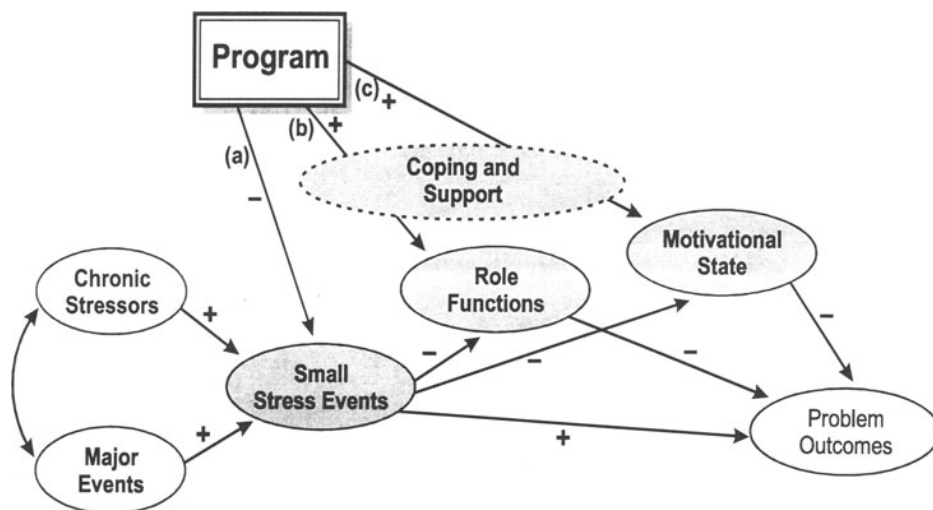 Program
(c)
+
(b)
+
(a)
−
Coping and
Support
Motivational
State
Role
Functions
Chronic
Stressors
+
−
−
−
−
Small
Stress Events
+
+
Major
Events
Problem
Outcomes